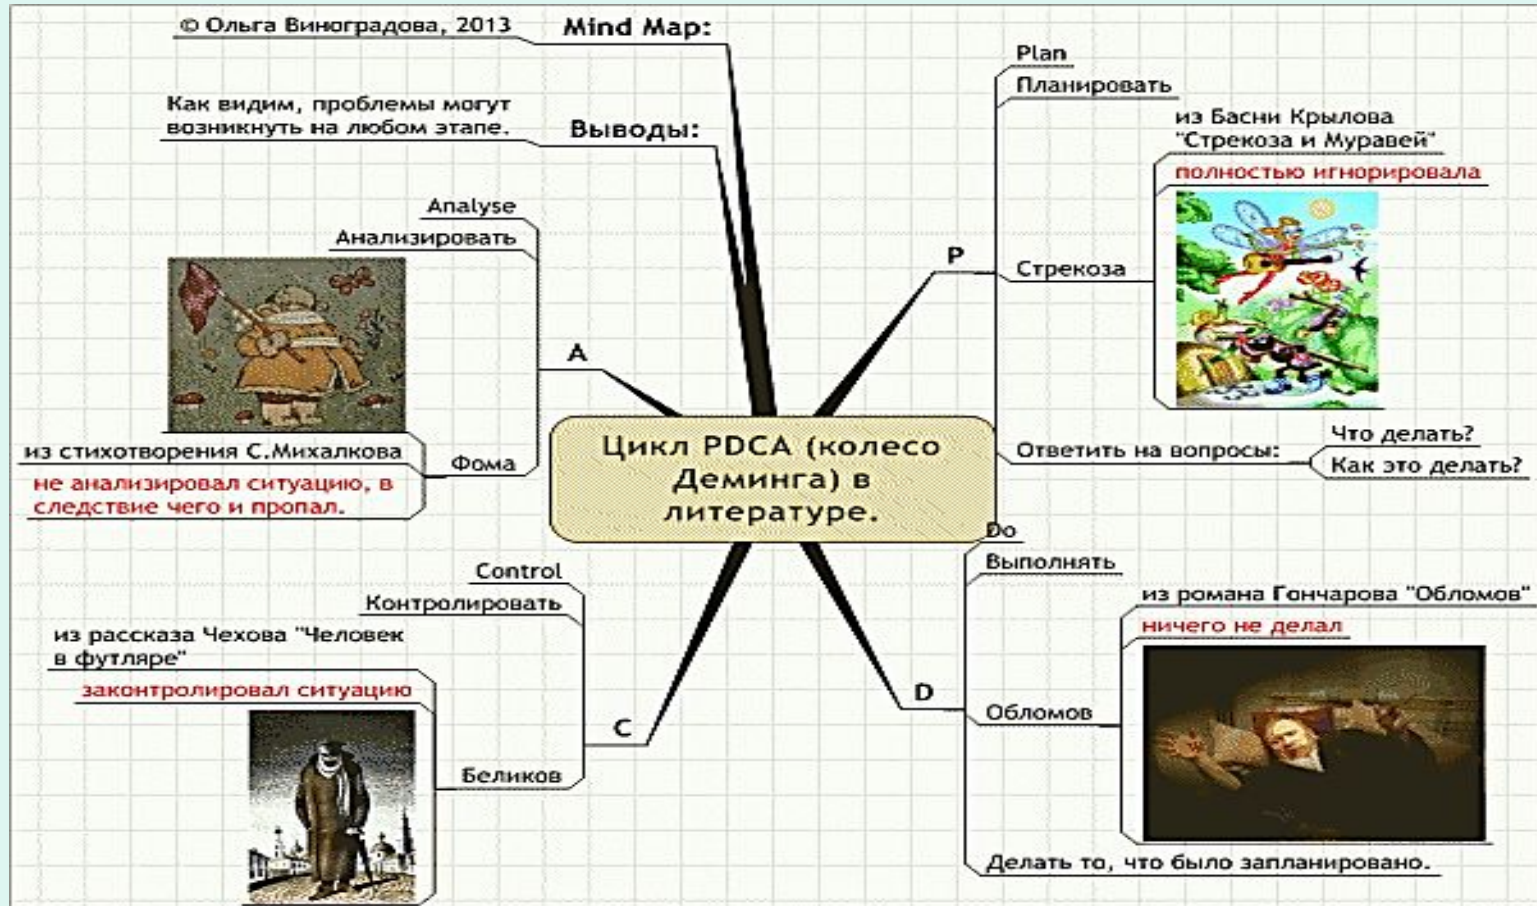 © Ольга Виноградова, 2013
Mind Map:
Как видим, проблемы могут
возникнуть на любом этапе.
Выводы:
Цикл PDCA (колесо
Деминга) в
литературе.
P
Plan
Планировать
Стрекоза
из Басни Крылова
"Стрекоза и Муравей"
полностью игнорировала
Ответить на вопросы:
Что делать?
Как это делать?
D
Do
Выполнять
Обломов
из романа Гончарова "Обломов"
ничего не делал
Делать то, что было запланировано.
C
Control
Контролировать
Беликов
из рассказа Чехова "Человек
в футляре"
законтролировал ситуацию
A
Analyse
Анализировать
Фома
из стихотворения С.Михалкова
не анализировал ситуацию, в
следствие чего и пропал.